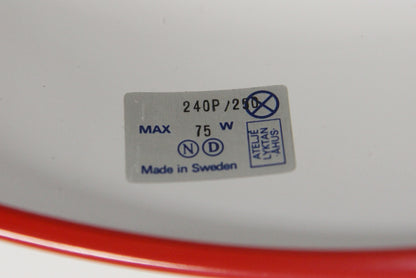 240P/250
MAX 75 W
N D
Made in Sweden
ATELJÉ
LYKTAN
·ÅHUS·